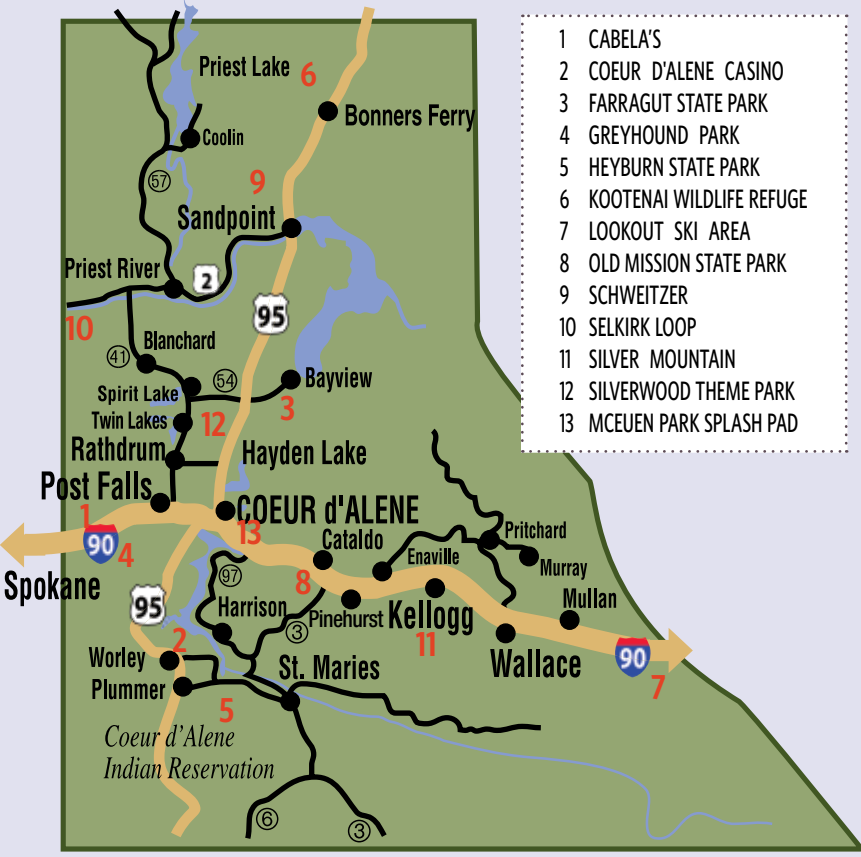 1 CABELA'S
2 COEUR D'ALENE CASINO
3 FARRAGUT STATE PARK
4 GREYHOUND PARK
5 HEYBURN STATE PARK
6 KOOTENAI WILDLIFE REFUGE
7 LOOKOUT SKI AREA
8 OLD MISSION STATE PARK
9 SCHWEITZER
10 SELKIRK LOOP
11 SILVER MOUNTAIN
12 SILVERWOOD THEME PARK
13 MCEUEN PARK SPLASH PAD
Priest Lake
6
Bonners Ferry
Coolin
57
9
Sandpoint
Priest River
2
95
10
Blanchard
41
54
Bayview
Spirit Lake
3
Twin Lakes
12
Rathdrum
Hayden Lake
Post Falls
COEUR d'ALENE
1
13
90
4
Cataldo
Pritchard
Enaville
Murray
Spokane
97
8
95
Harrison
3
Pinehurst
Kellogg
Mullan
2
11
Wallace
90
7
Worley
St. Maries
Plummer
5
Coeur d'Alene
Indian Reservation
6
3